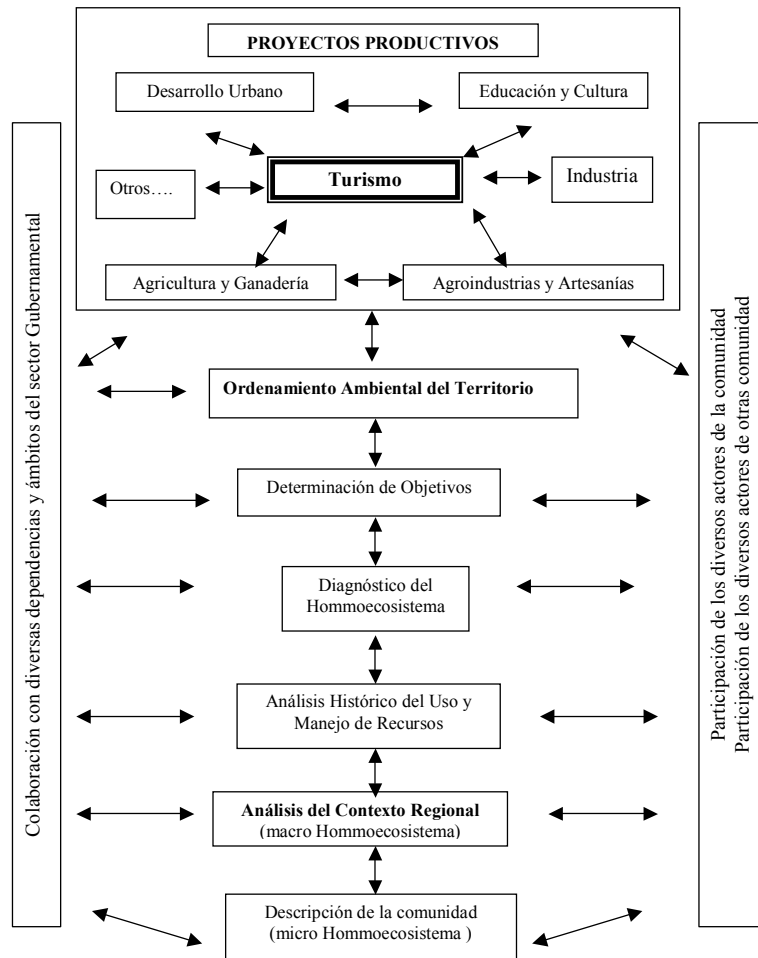 PROYECTOS PRODUCTIVOS
Desarrollo Urbano
Educación y Cultura
Turismo
Otros….
Industria
Agricultura y Ganadería
Agroindustrias y Artesanías
Colaboración con diversas dependencias y ámbitos del sector Gubernamental
Participación de los diversos actores de la comunidad
Participación de los diversos actores de otras comunidad
Ordenamiento Ambiental del Territorio
Determinación de Objetivos
Diagnóstico del
Hommoecosistema
Análisis Histórico del Uso y
Manejo de Recursos
Análisis del Contexto Regional
(macro Hommoecosistema)
Descripción de la comunidad
(micro Hommoecosistema )